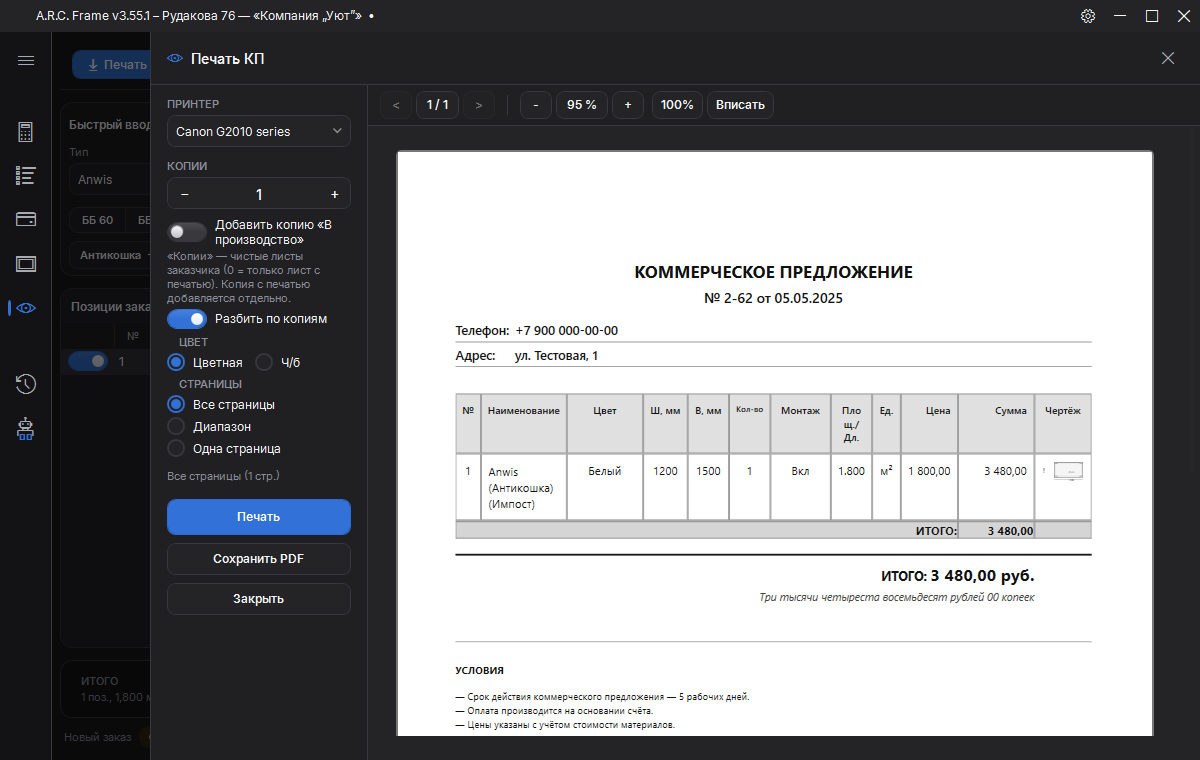 A.R.C. Frame v3.55.1 – Рудакова 76 — «Компания „Уют"» •
Печать
Быстрый ввод
Тип
Anwis
ББ 60
ББ
Антикошка
Позиции зака
№
1
ИТОГО
1 поз., 1,800 м
Новый заказ
Печать КП
ПРИНТЕР
Canon G2010 series
КОПИИ
− 1 +
Добавить копию «В
производство»
«Копии» — чистые листы
заказчика (0 = только лист с
печатью). Копия с печатью
добавляется отдельно.
Разбить по копиям
ЦВЕТ
Цветная Ч/б
СТРАНИЦЫ
Все страницы
Диапазон
Одна страница
Все страницы (1 стр.)
Печать
Сохранить PDF
Закрыть
< 1 / 1 > - 95 % + 100% Вписать
КОММЕРЧЕСКОЕ ПРЕДЛОЖЕНИЕ
№ 2-62 от 05.05.2025
Телефон: +7 900 000-00-00
Адрес: ул. Тестовая, 1
№ Наименование Цвет Ш, мм В, мм Кол-во Монтаж Пло Ед. Цена Сумма Чертёж
щ./
Дл.
1 Anwis Белый 1200 1500 1 Вкл 1.800 м² 1 800,00 3 480,00
(Антикошка)
(Импост)
ИТОГО: 3 480,00
ИТОГО: 3 480,00 руб.
Три тысячи четыреста восемьдесят рублей 00 копеек
УСЛОВИЯ
— Срок действия коммерческого предложения — 5 рабочих дней.
— Оплата производится на основании счёта.
— Цены указаны с учётом стоимости материалов.